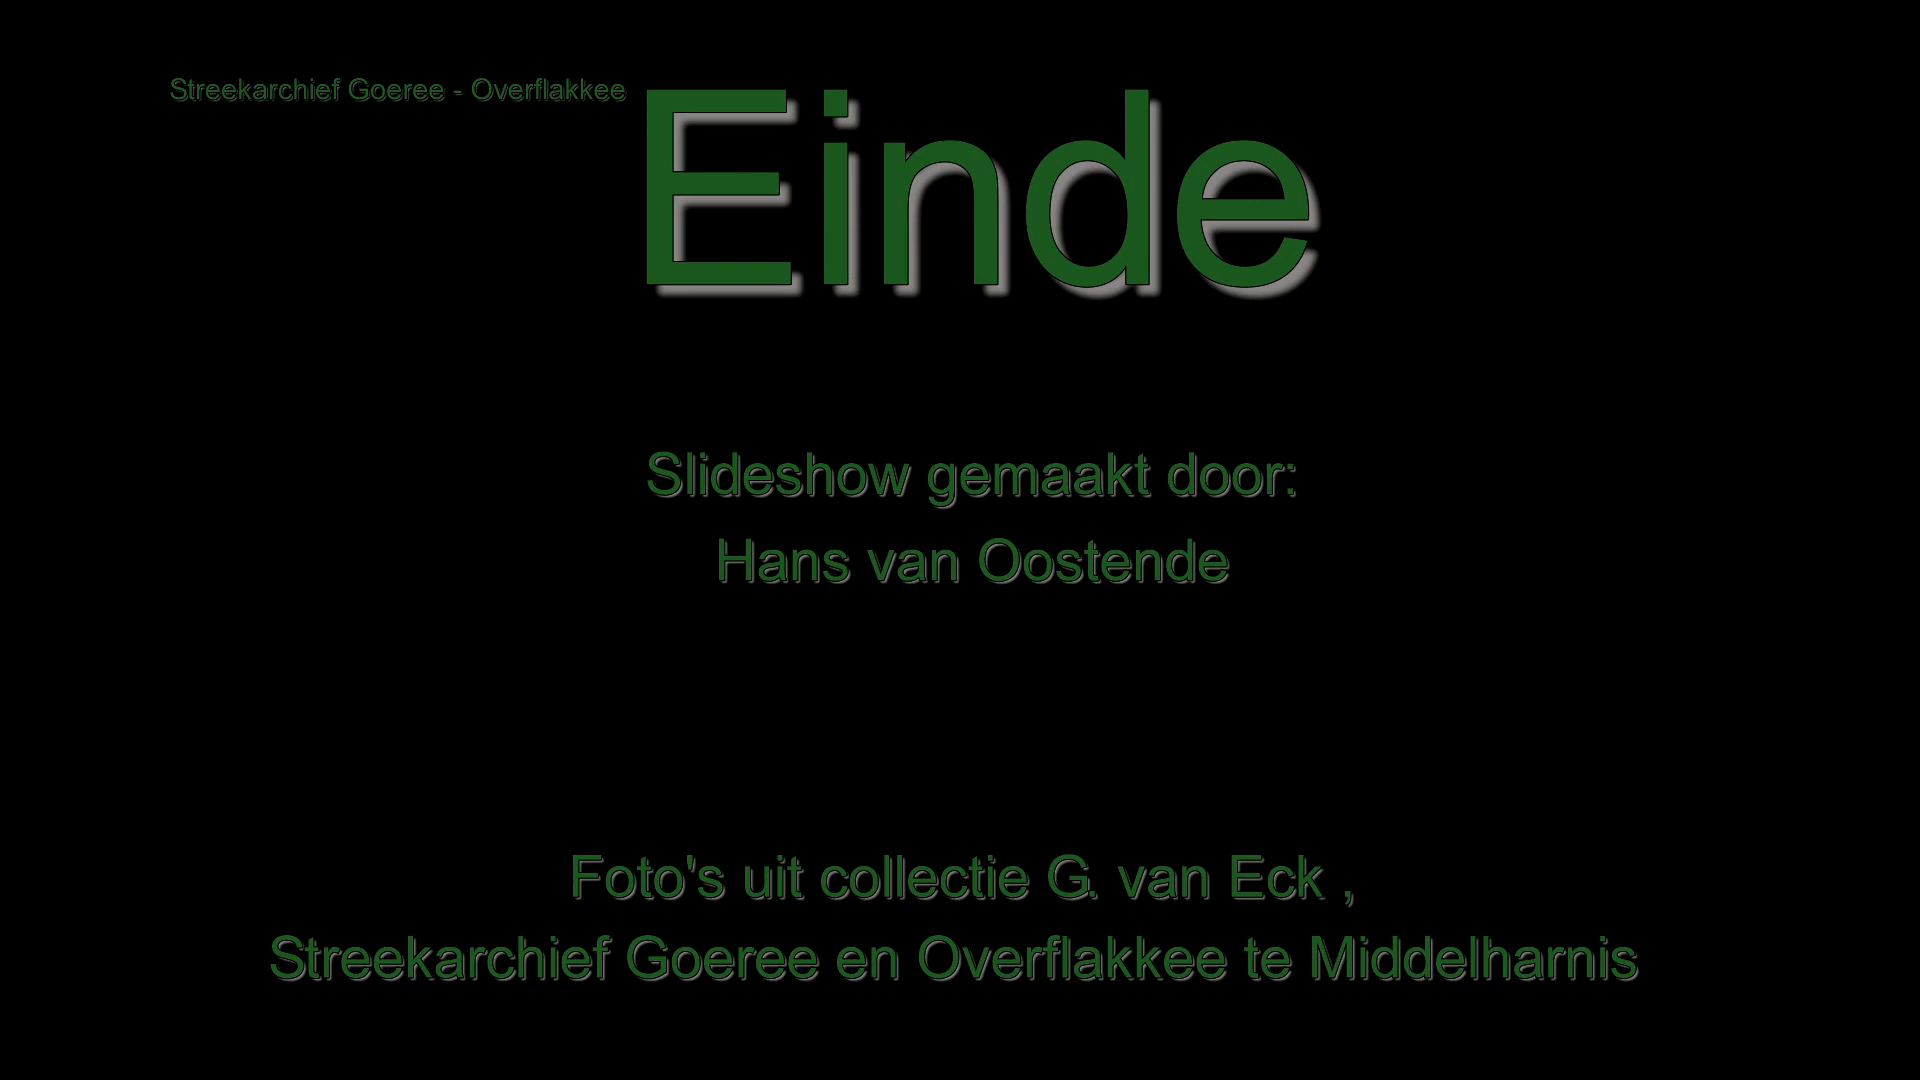 Streekarchief Goeree - Overflakkee
Einde
Slideshow gemaakt door:
Hans van Oostende
Foto's uit collectie G. van Eck ,
Streekarchief Goeree en Overflakkee te Middelharnis